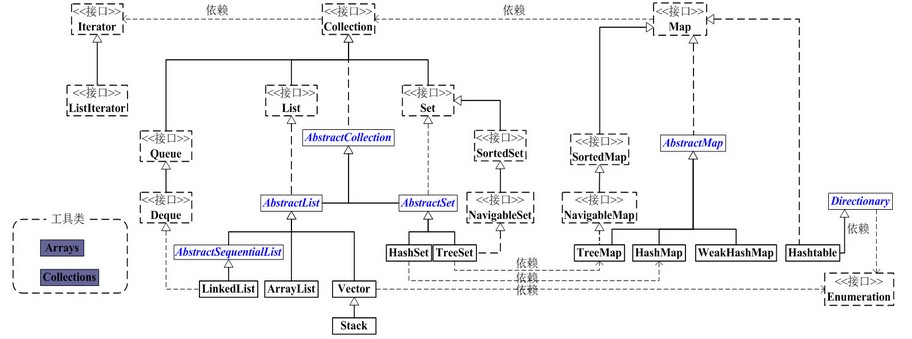 <<接口>>
Iterator
依赖
<<接口>>
Collection
依赖
<<接口>>
Map
<<接口>>
ListIterator
<<接口>>
List
<<接口>>
Set
<<接口>>
Queue
AbstractCollection
<<接口>>
SortedSet
<<接口>>
SortedMap
AbstractMap
<<接口>>
Deque
AbstractList
AbstractSet
<<接口>>
NavigableSet
<<接口>>
NavigableMap
Directionary
依赖
工具类
Arrays
Collections
AbstractSequentialList
HashSet
TreeSet
TreeMap
HashMap
WeakHashMap
Hashtable
依赖
依赖
依赖
LinkedList
ArrayList
Vector
<<接口>>
Enumeration
Stack